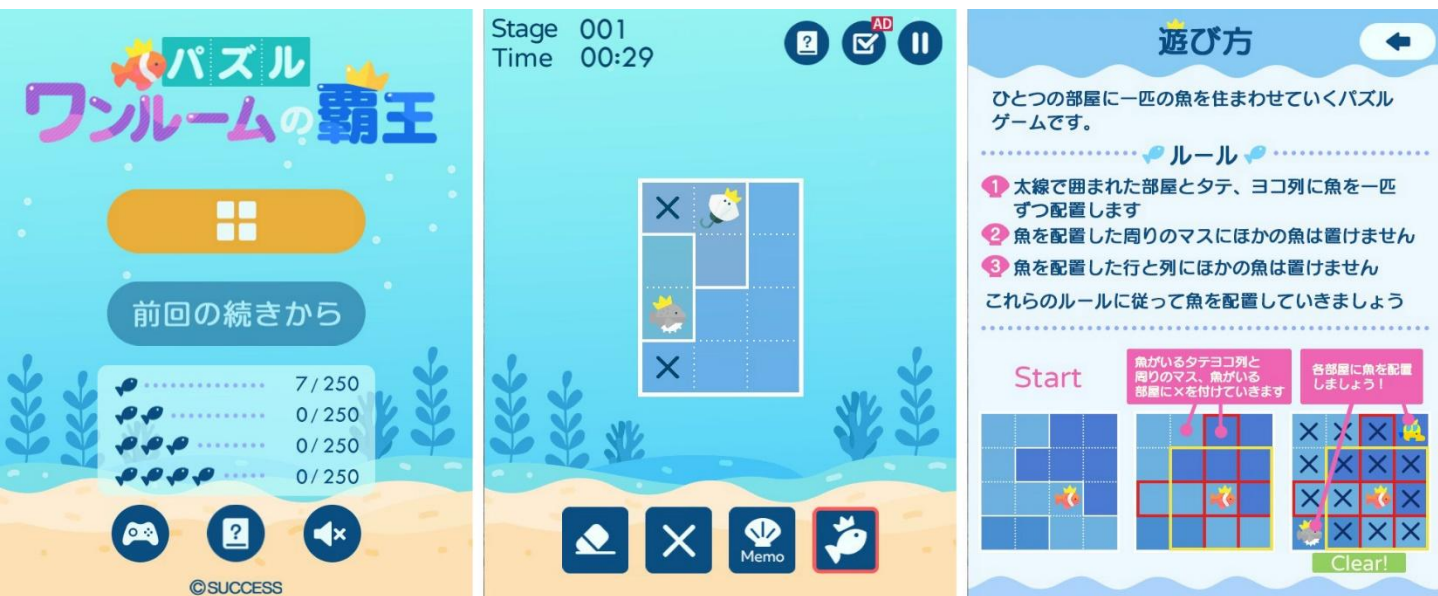 パズル
ワンルームの覇王
前回の続きから
7/250
0/250
0/250
0/250
©SUCCESS
Stage 001
Time 00:29
AD
Memo
遊び方
ひとつの部屋に一匹の魚を住まわせていくパズル
ゲームです。
ルール
1 太線で囲まれた部屋とタテ、ヨコ列に魚を一匹
ずつ配置します
2 魚を配置した周りのマスにほかの魚は置けません
3 魚を配置した行と列にほかの魚は置けません
これらのルールに従って魚を配置していきましょう
Start
魚がいるタテヨコ列と
周りのマス、魚がいる
部屋に×を付けていきます
各部屋に魚を配置
しましょう！
Clear!